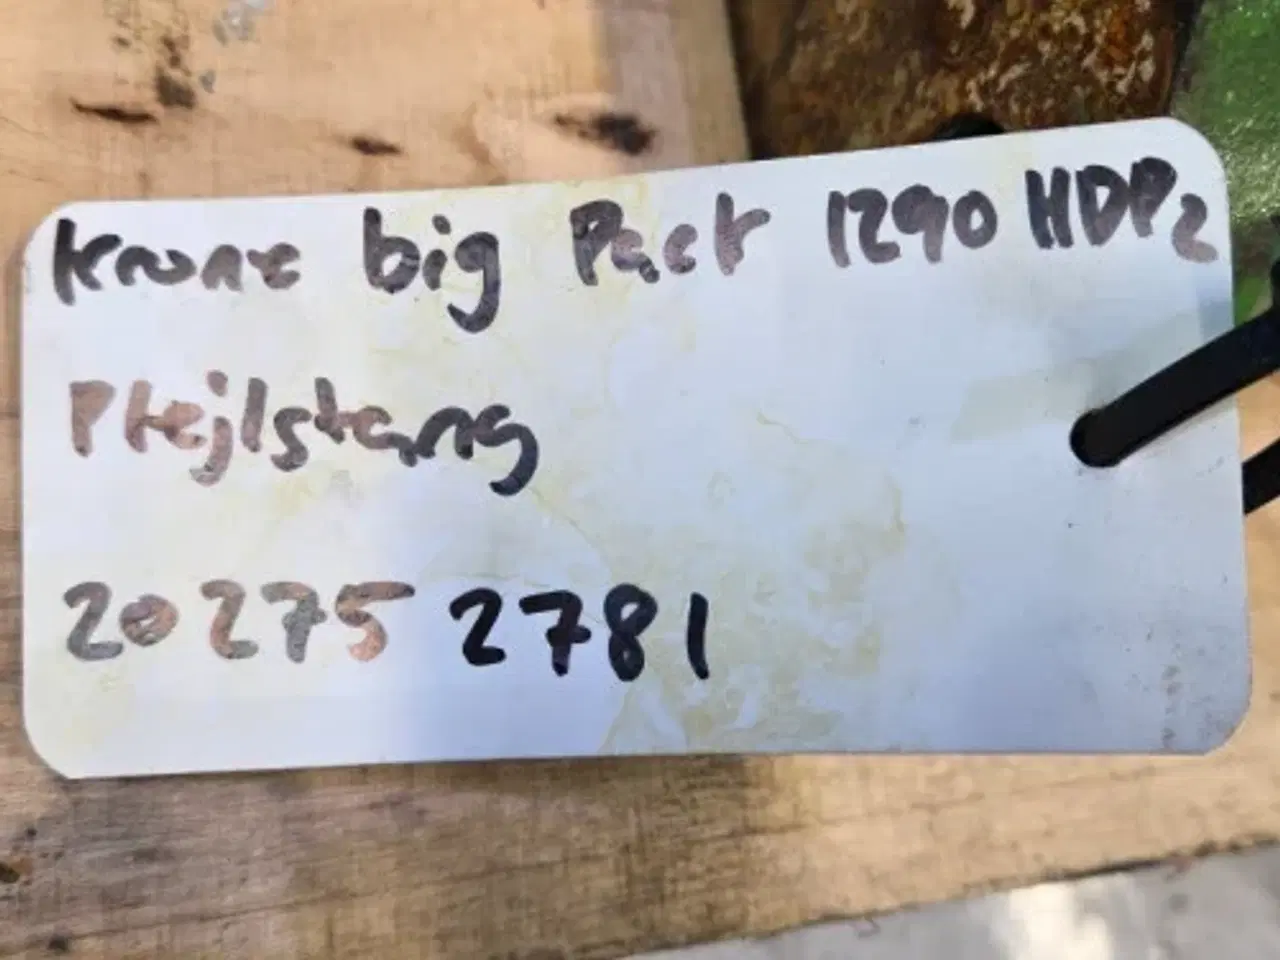 Krone big Pack 1290 HDP2
Plejlstang
20275 2781